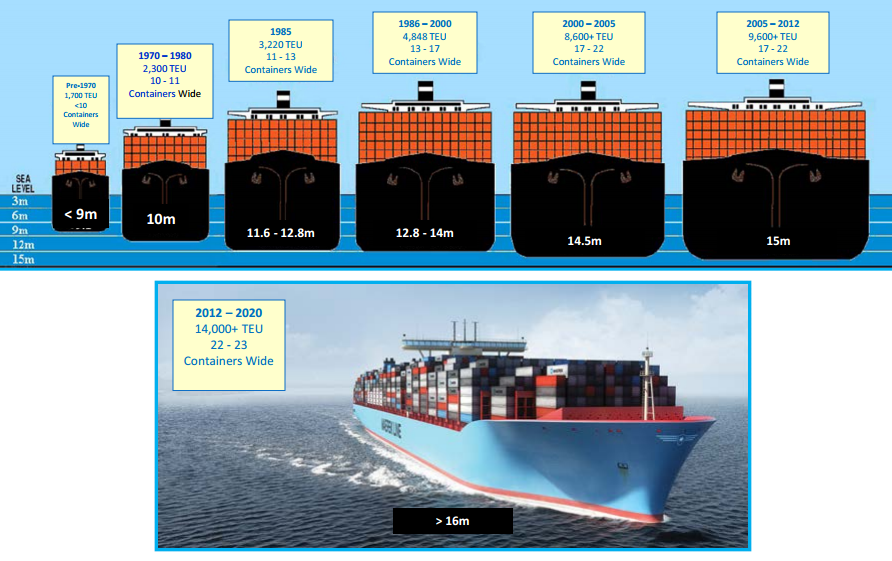 Pre-1970
1,700 TEU
<10
Containers
Wide
1970 – 1980
2,300 TEU
10 - 11
Containers Wide
1985
3,220 TEU
11 - 13
Containers Wide
1986 – 2000
4,848 TEU
13 - 17
Containers Wide
2000 – 2005
8,600+ TEU
17 - 22
Containers Wide
2005 – 2012
9,600+ TEU
17 - 22
Containers Wide
SEA
LEVEL
3m
6m
9m
12m
15m
< 9m
10m
11.6 - 12.8m
12.8 - 14m
14.5m
15m
2012 – 2020
14,000+ TEU
22 - 23
Containers Wide
MAERSK LINE
> 16m